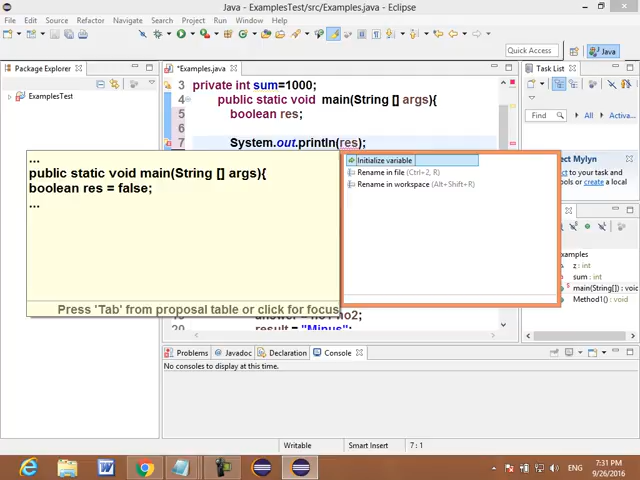 Java - ExamplesTest/src/Examples.java - Eclipse
File Edit Source Refactor Navigate Search Project Run Window Help
Quick Access
Java
Package Explorer
*Examples.java
Task List
ExamplesTest
3 private int sum=1000;
4 public static void main(String [] args){
5 boolean res;
6
7 System.out.println(res);
Find
All
Activa...
...
public static void main(String [] args){
boolean res = false;
...
Press 'Tab' from proposal table or click for focus
Initialize variable
Rename in file (Ctrl+2, R)
Rename in workspace (Alt+Shift+R)
ect Mylyn
ct to your task and
ools or create a local
amples
z : int
sum : int
main(String[]) : void
Method1() : void
20 result = "Minus";
Problems
Javadoc
Declaration
Console
No consoles to display at this time.
Writable
Smart Insert
7 : 1
ENG
7:31 PM
9/26/2016